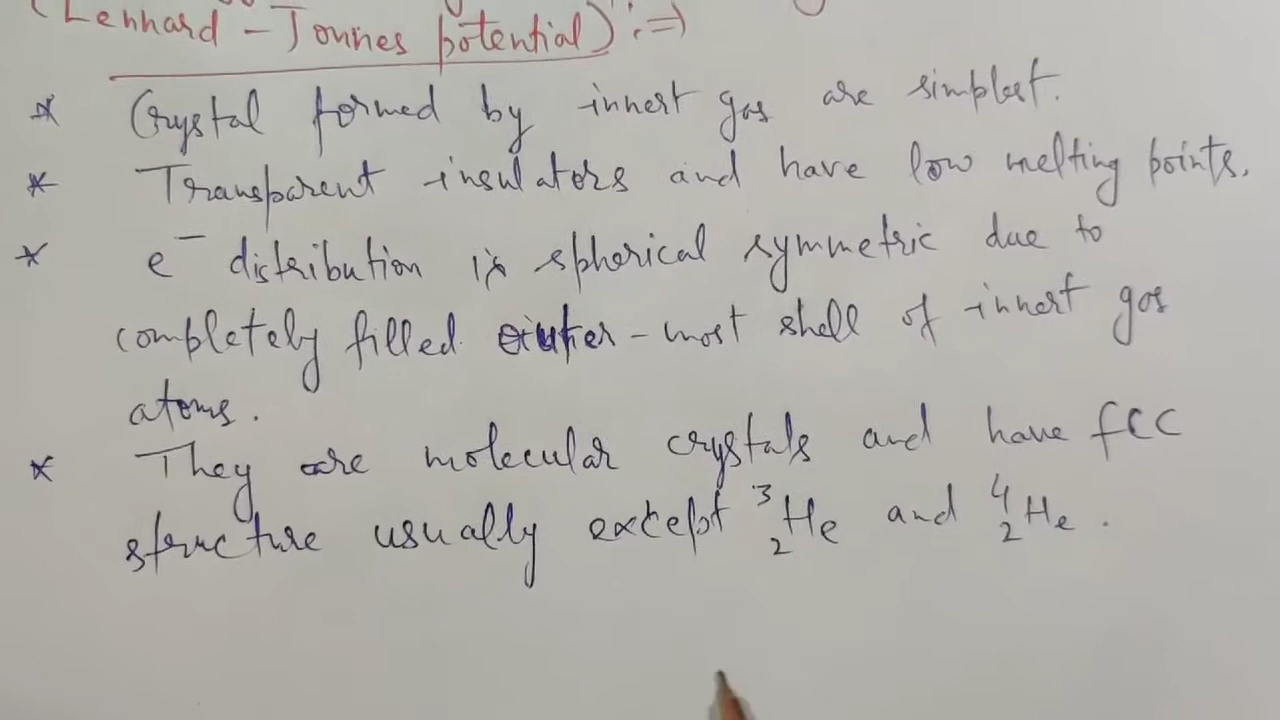 (Lennard - Jonnes potential) :⇒
* Crystal formed by innert gas are simplest.
* Transparent insulators and have low melting points.
* e⁻ distribution is spherical symmetric due to
completely filled outer-most shell of innert gas
atoms.
* They are molecular crystals and have fCC
structure usually except ³₂He and ⁴₂He.